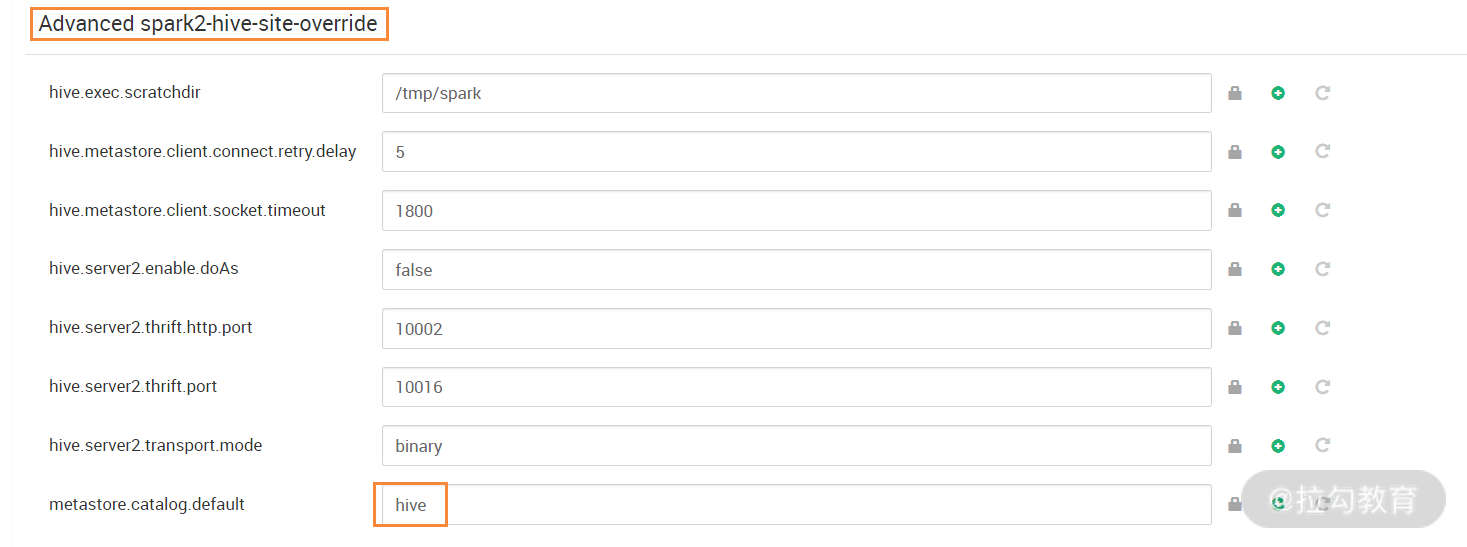 Advanced spark2-hive-site-override
hive.exec.scratchdir /tmp/spark
hive.metastore.client.connect.retry.delay 5
hive.metastore.client.socket.timeout 1800
hive.server2.enable.doAs false
hive.server2.thrift.http.port 10002
hive.server2.thrift.port 10016
hive.server2.transport.mode binary
metastore.catalog.default hive
@拉勾教育